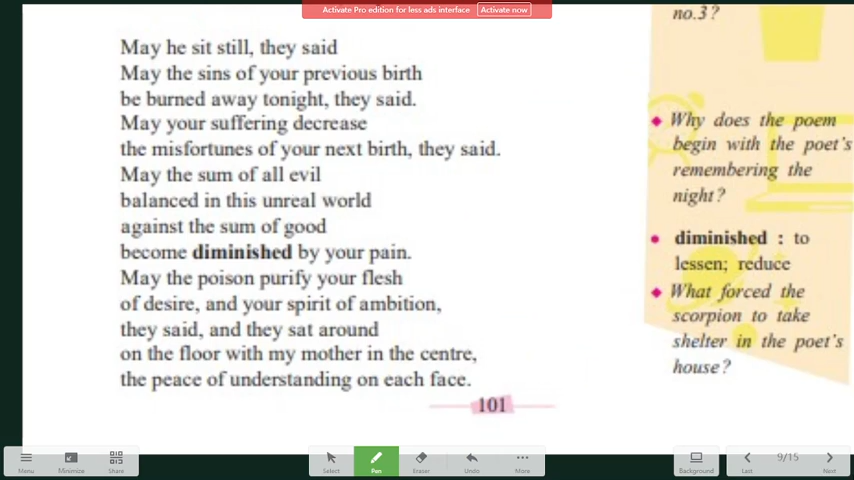 Activate Pro edition for less ads interface Activate now
no.3?
May he sit still, they said
May the sins of your previous birth
be burned away tonight, they said.
May your suffering decrease
the misfortunes of your next birth, they said.
May the sum of all evil
balanced in this unreal world
against the sum of good
become diminished by your pain.
May the poison purify your flesh
of desire, and your spirit of ambition,
they said, and they sat around
on the floor with my mother in the centre,
the peace of understanding on each face.
101
◆ Why does the poem
begin with the poet's
remembering the
night?
• diminished : to
lessen; reduce
◆ What forced the
scorpion to take
shelter in the poet's
house?
Menu Minimize Share Select Pen Eraser Undo More Background Last 9/15 Next